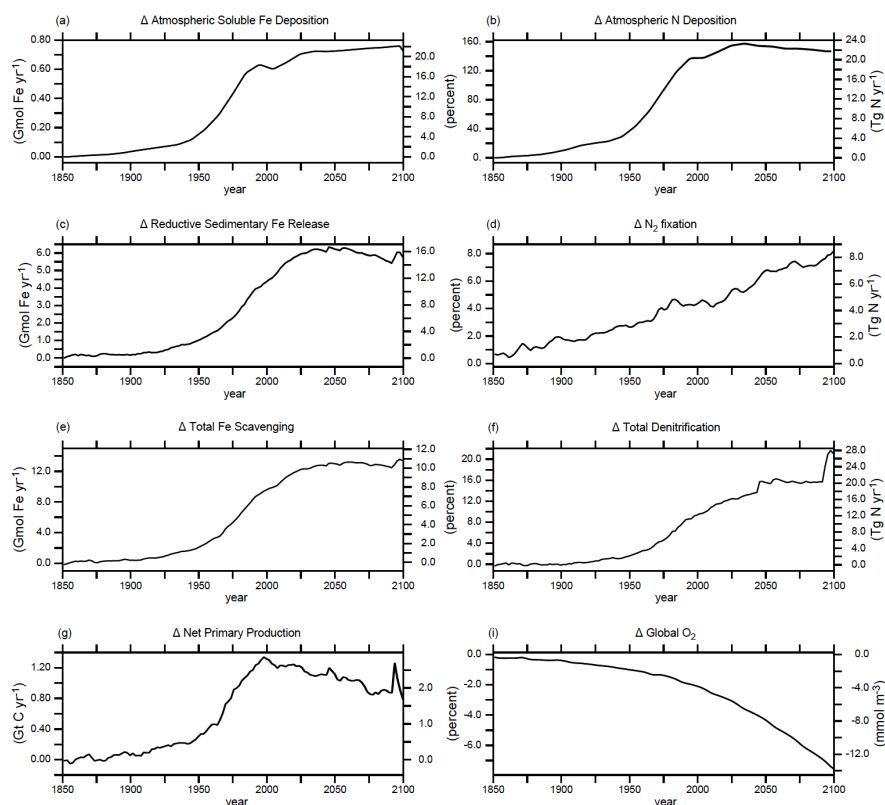 (a) Δ Atmospheric Soluble Fe Deposition
(Gmol Fe yr⁻¹)
0.80
0.60
0.40
0.20
0.00
20.0
16.0
12.0
8.0
4.0
0.0
1850 1900 1950 2000 2050 2100
year
(b) Δ Atmospheric N Deposition
(percent)
160.
120.
80.
40.
0.
24.0
20.0
16.0
12.0
8.0
4.0
0.0
(Tg N yr⁻¹)
1850 1900 1950 2000 2050 2100
year
(c) Δ Reductive Sedimentary Fe Release
(Gmol Fe yr⁻¹)
6.0
5.0
4.0
3.0
2.0
1.0
0.0
16.0
12.0
8.0
4.0
0.0
1850 1900 1950 2000 2050 2100
year
(d) Δ N₂ fixation
(percent)
8.0
6.0
4.0
2.0
0.0
8.0
6.0
4.0
2.0
0.0
(Tg N yr⁻¹)
1850 1900 1950 2000 2050 2100
year
(e) Δ Total Fe Scavenging
(Gmol Fe yr⁻¹)
12.0
8.0
4.0
0.0
12.0
10.0
8.0
6.0
4.0
2.0
0.0
1850 1900 1950 2000 2050 2100
year
(f) Δ Total Denitrification
(percent)
20.0
16.0
12.0
8.0
4.0
0.0
28.0
24.0
20.0
16.0
12.0
8.0
4.0
0.0
(Tg N yr⁻¹)
1850 1900 1950 2000 2050 2100
year
(g) Δ Net Primary Production
(Gt C yr⁻¹)
1.20
0.80
0.40
0.00
2.0
1.0
0.0
1850 1900 1950 2000 2050 2100
year
(i) Δ Global O₂
(percent)
0.0
-2.0
-4.0
-6.0
0.0
-4.0
-8.0
-12.0
(mmol m⁻³)
1850 1900 1950 2000 2050 2100
year